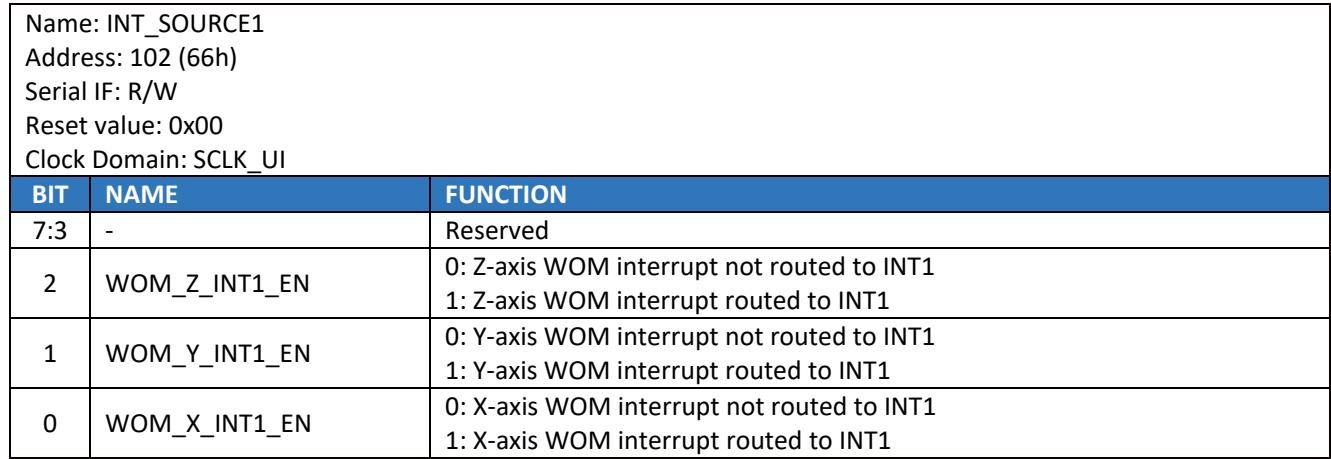 Name: INT_SOURCE1
Address: 102 (66h)
Serial IF: R/W
Reset value: 0x00
Clock Domain: SCLK_UI
BIT NAME FUNCTION
7:3 - Reserved
2 WOM_Z_INT1_EN 0: Z-axis WOM interrupt not routed to INT1
1: Z-axis WOM interrupt routed to INT1
1 WOM_Y_INT1_EN 0: Y-axis WOM interrupt not routed to INT1
1: Y-axis WOM interrupt routed to INT1
0 WOM_X_INT1_EN 0: X-axis WOM interrupt not routed to INT1
1: X-axis WOM interrupt routed to INT1